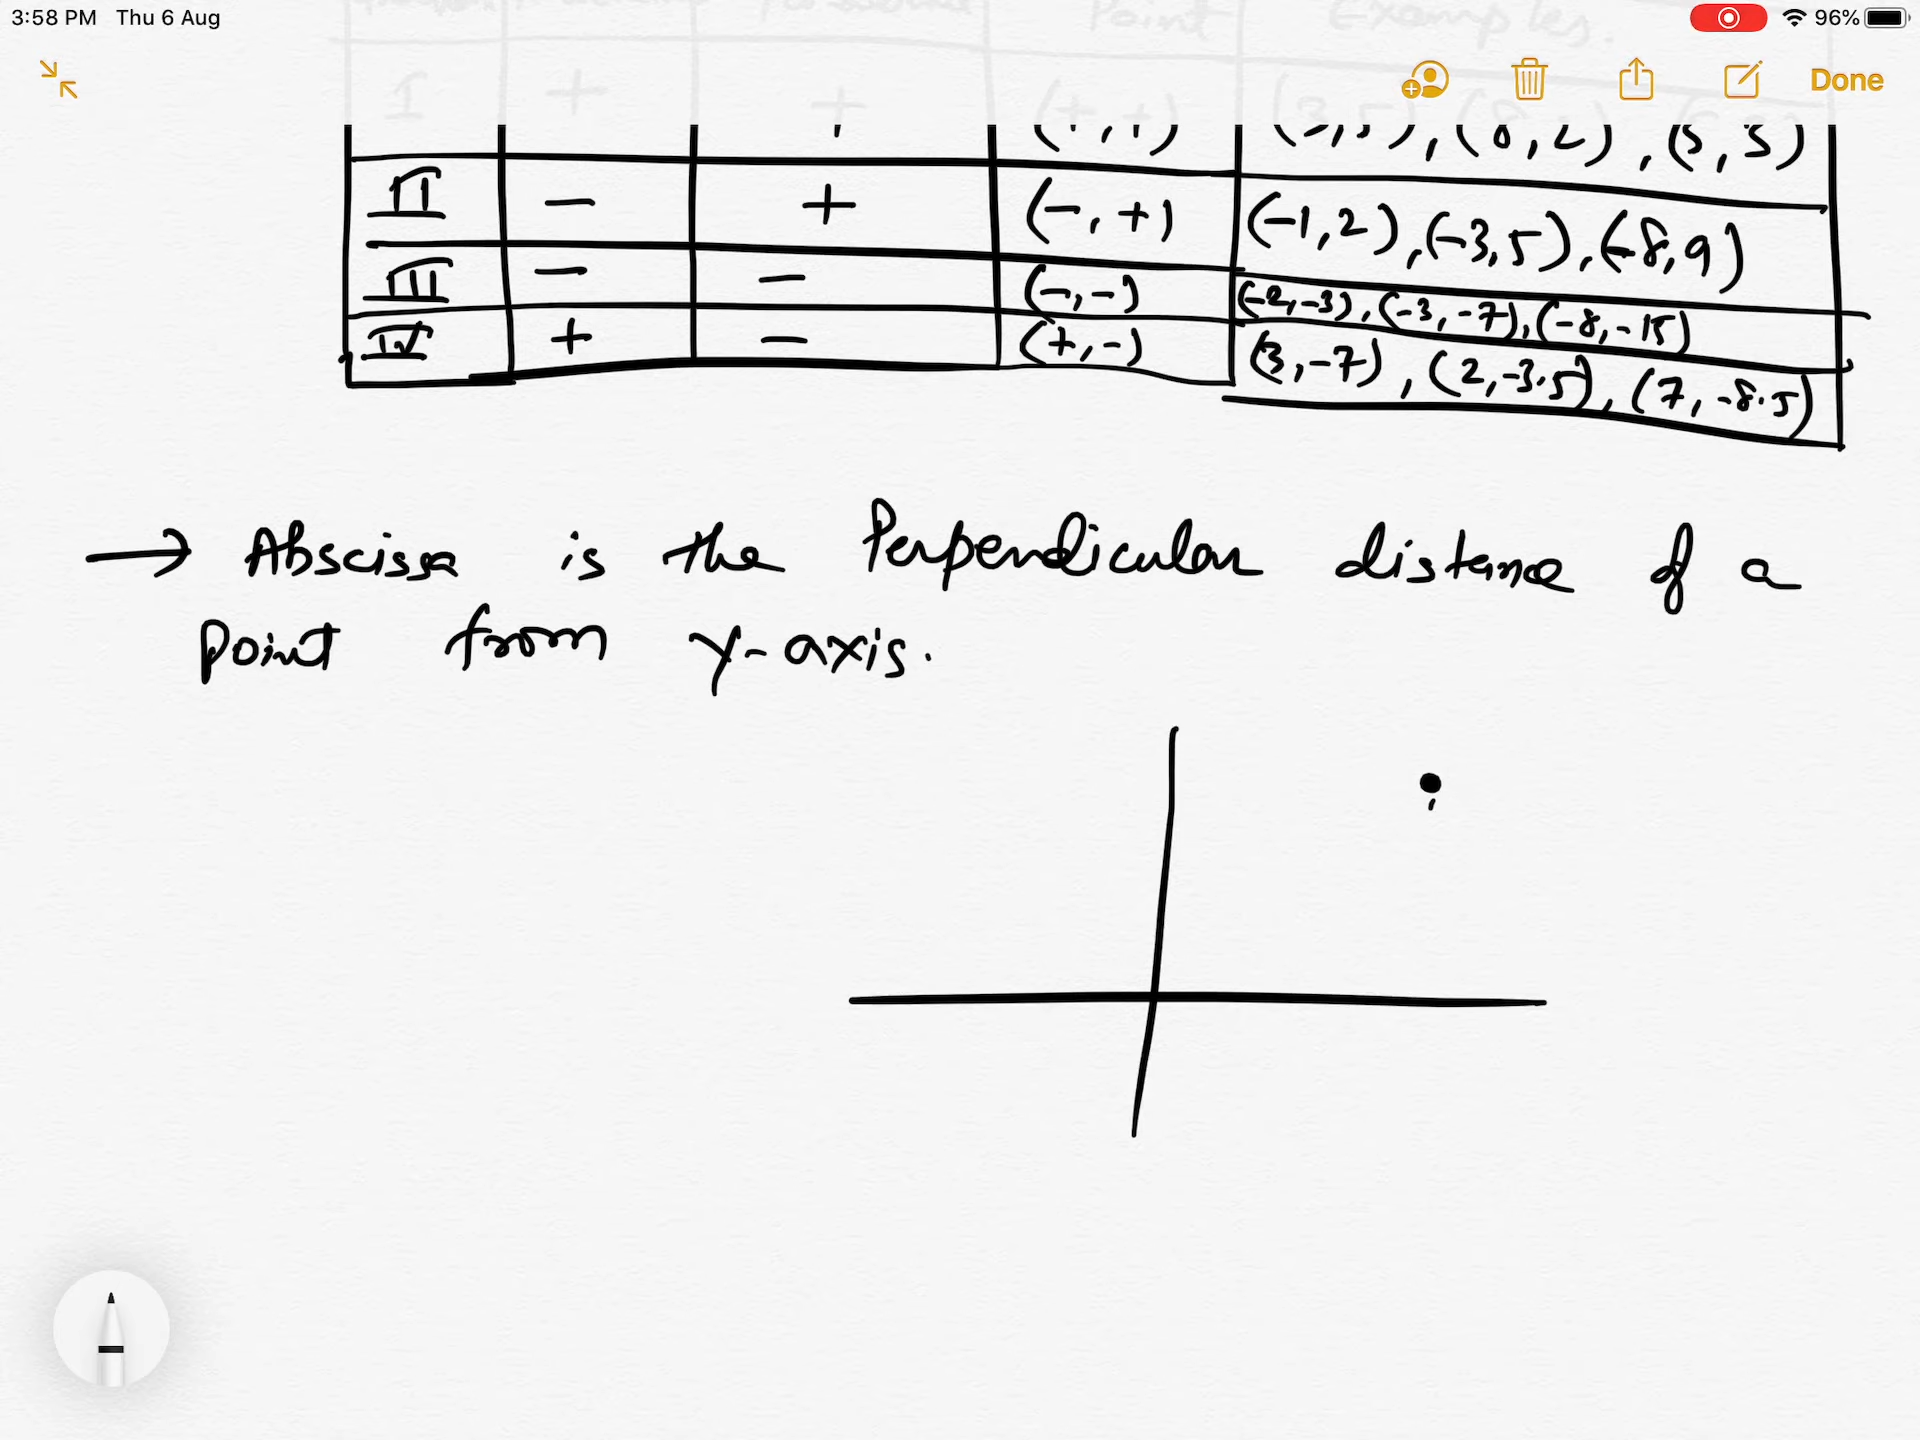 3:58 PM Thu 6 Aug 96%
Point Examples.
Done
I + + (+,+)
II − + (−,+) (−1,2),(−3,5),(−8,9)
III − − (−,−) (−2,−3),(−3,−7),(−8,−15)
IV + − (+,−) (3,−7),(2,−3.5),(7,−8.5)
→ Abscissa is the Perpendicular distance of a
point from y-axis.